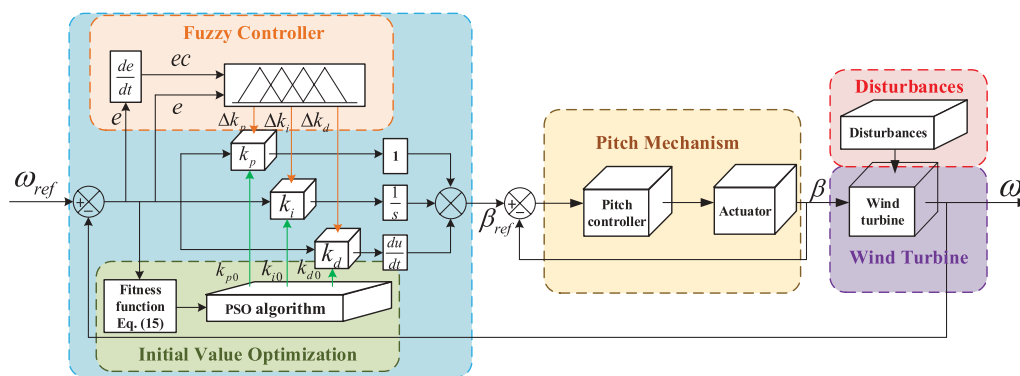 Fuzzy Controller
de
dt
ec
e
e
Δk_p
Δk_i
Δk_d
k_p
1
k_i
1
s
k_d
du
dt
ω_ref
+
−
k_p0
k_i0
k_d0
Fitness
function
Eq. (15)
PSO algorithm
Initial Value Optimization
β_ref
+
−
Pitch Mechanism
Pitch
controller
Actuator
β
Disturbances
Disturbances
Wind
turbine
Wind Turbine
ω